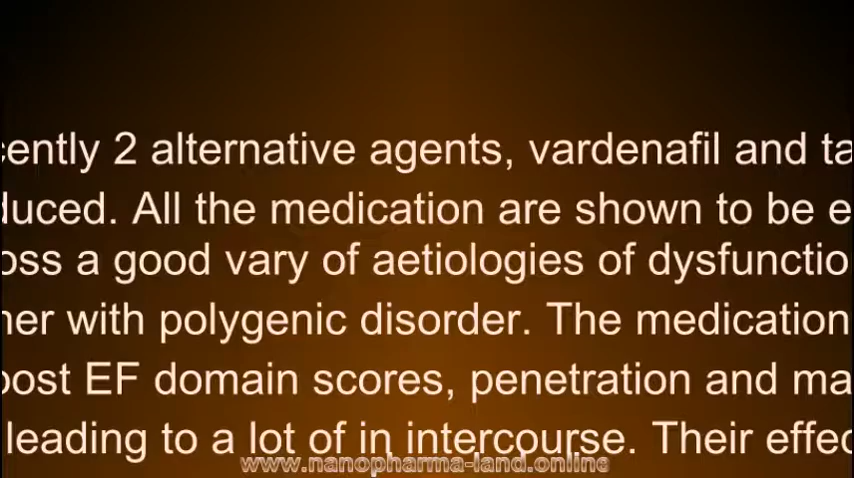 cently 2 alternative agents, vardenafil and ta
duced. All the medication are shown to be e
oss a good vary of aetiologies of dysfunctio
her with polygenic disorder. The medication
oost EF domain scores, penetration and ma
leading to a lot of in intercourse. Their effec
www.nanopharma-land.online